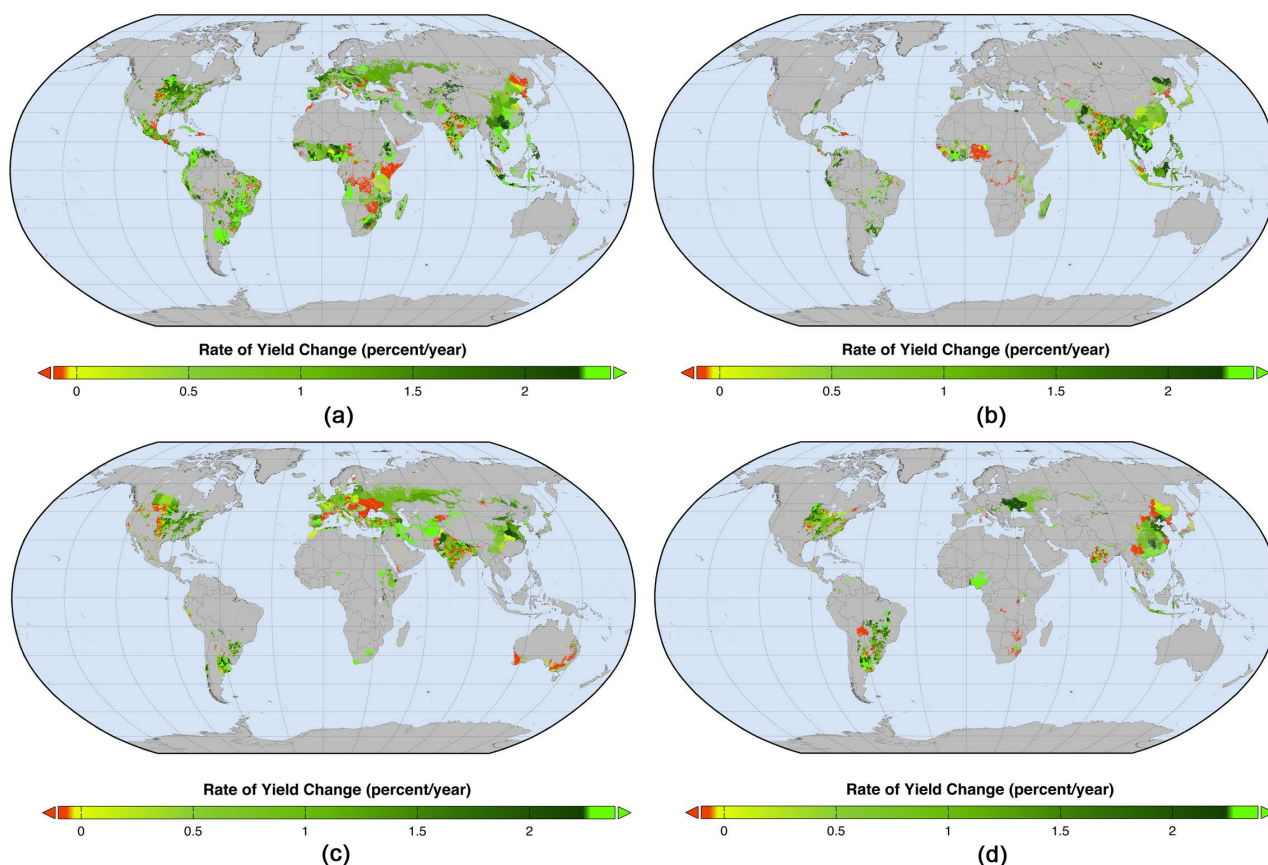 Rate of Yield Change (percent/year)
0 0.5 1 1.5 2
(a)
Rate of Yield Change (percent/year)
0 0.5 1 1.5 2
(b)
Rate of Yield Change (percent/year)
0 0.5 1 1.5 2
(c)
Rate of Yield Change (percent/year)
0 0.5 1 1.5 2
(d)